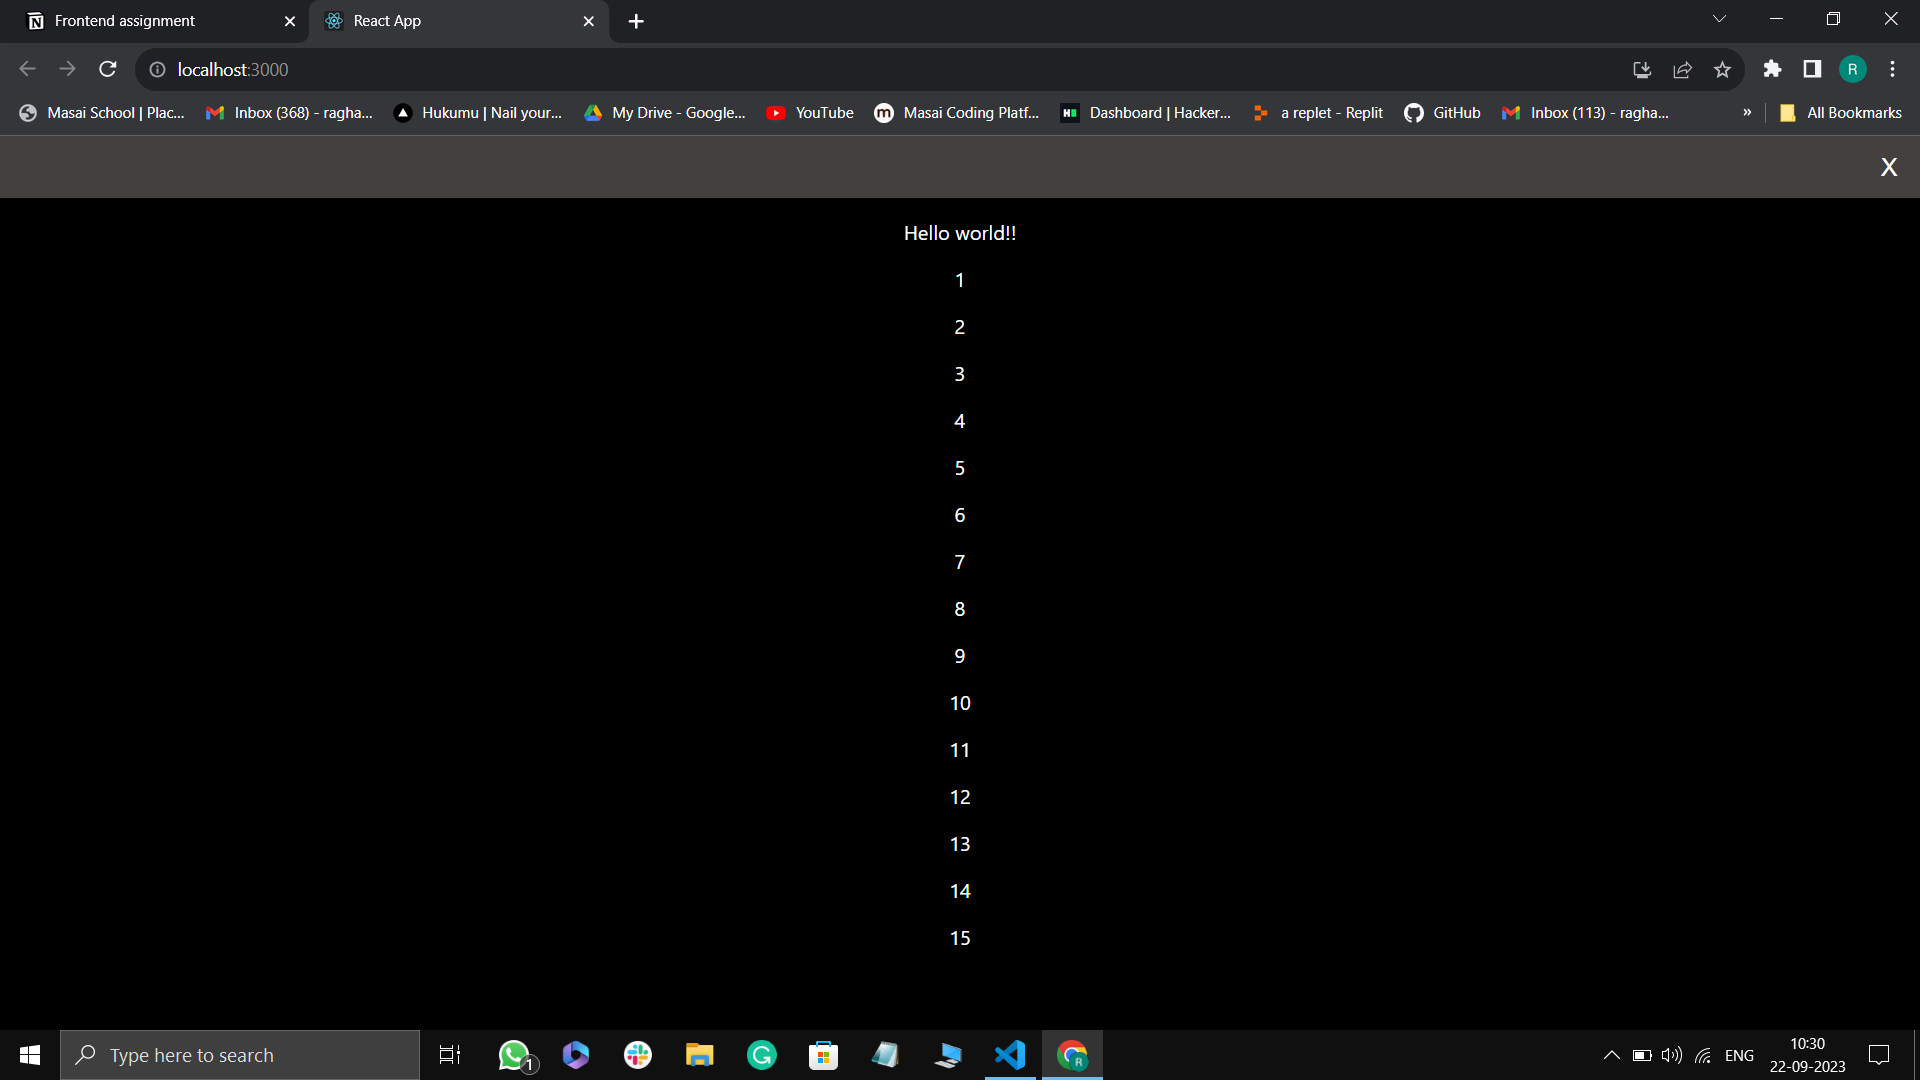 Frontend assignment
React App
localhost:3000
R
Masai School | Plac...
Inbox (368) - ragha...
Hukumu | Nail your...
My Drive - Google...
YouTube
m
Masai Coding Platf...
H
Dashboard | Hacker...
a replet - Replit
GitHub
Inbox (113) - ragha...
»
All Bookmarks
X
Hello world!!
1
2
3
4
5
6
7
8
9
10
11
12
13
14
15
Type here to search
1
R
ENG
10:30
22-09-2023